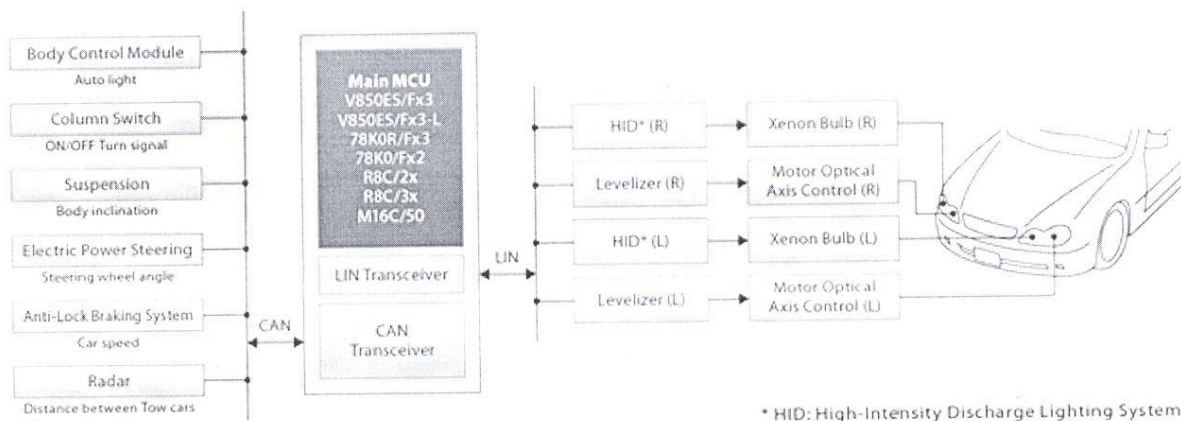 Body Control Module
Auto light
Column Switch
ON/OFF Turn signal
Suspension
Body inclination
Electric Power Steering
Steering wheel angle
Anti-Lock Braking System
Car speed
Radar
Distance between Tow cars
CAN
Main MCU
V850ES/Fx3
V850ES/Fx3-L
78K0R/Fx3
78K0/Fx2
R8C/2x
R8C/3x
M16C/50
LIN Transceiver
CAN
Transceiver
LIN
HID* (R)
Xenon Bulb (R)
Levelizer (R)
Motor Optical
Axis Control (R)
HID* (L)
Xenon Bulb (L)
Levelizer (L)
Motor Optical
Axis Control (L)
* HID: High-Intensity Discharge Lighting System